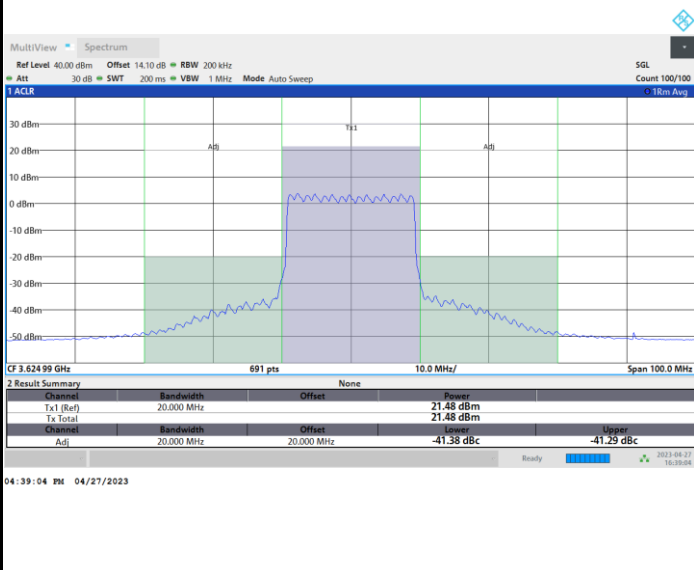 MultiView Spectrum
Ref Level 40.00 dBm Offset 14.10 dB RBW 200 kHz SGL
Att 30 dB SWT 200 ms VBW 1 MHz Mode Auto Sweep Count 100/100
1 ACLR 1Rm Avg
30 dBm
Tx1
20 dBm
Adj Adj
10 dBm
0 dBm
-10 dBm
-20 dBm
-30 dBm
-40 dBm
-50 dBm
CF 3.624 99 GHz 691 pts 10.0 MHz/ Span 100.0 MHz
2 Result Summary None
Channel Bandwidth Offset Power
Tx1 (Ref) 20.000 MHz 21.48 dBm
Tx Total 21.48 dBm
Channel Bandwidth Offset Lower Upper
Adj 20.000 MHz 20.000 MHz -41.38 dBc -41.29 dBc
Ready 2023-04-27
16:39:04
04:39:04 PM 04/27/2023